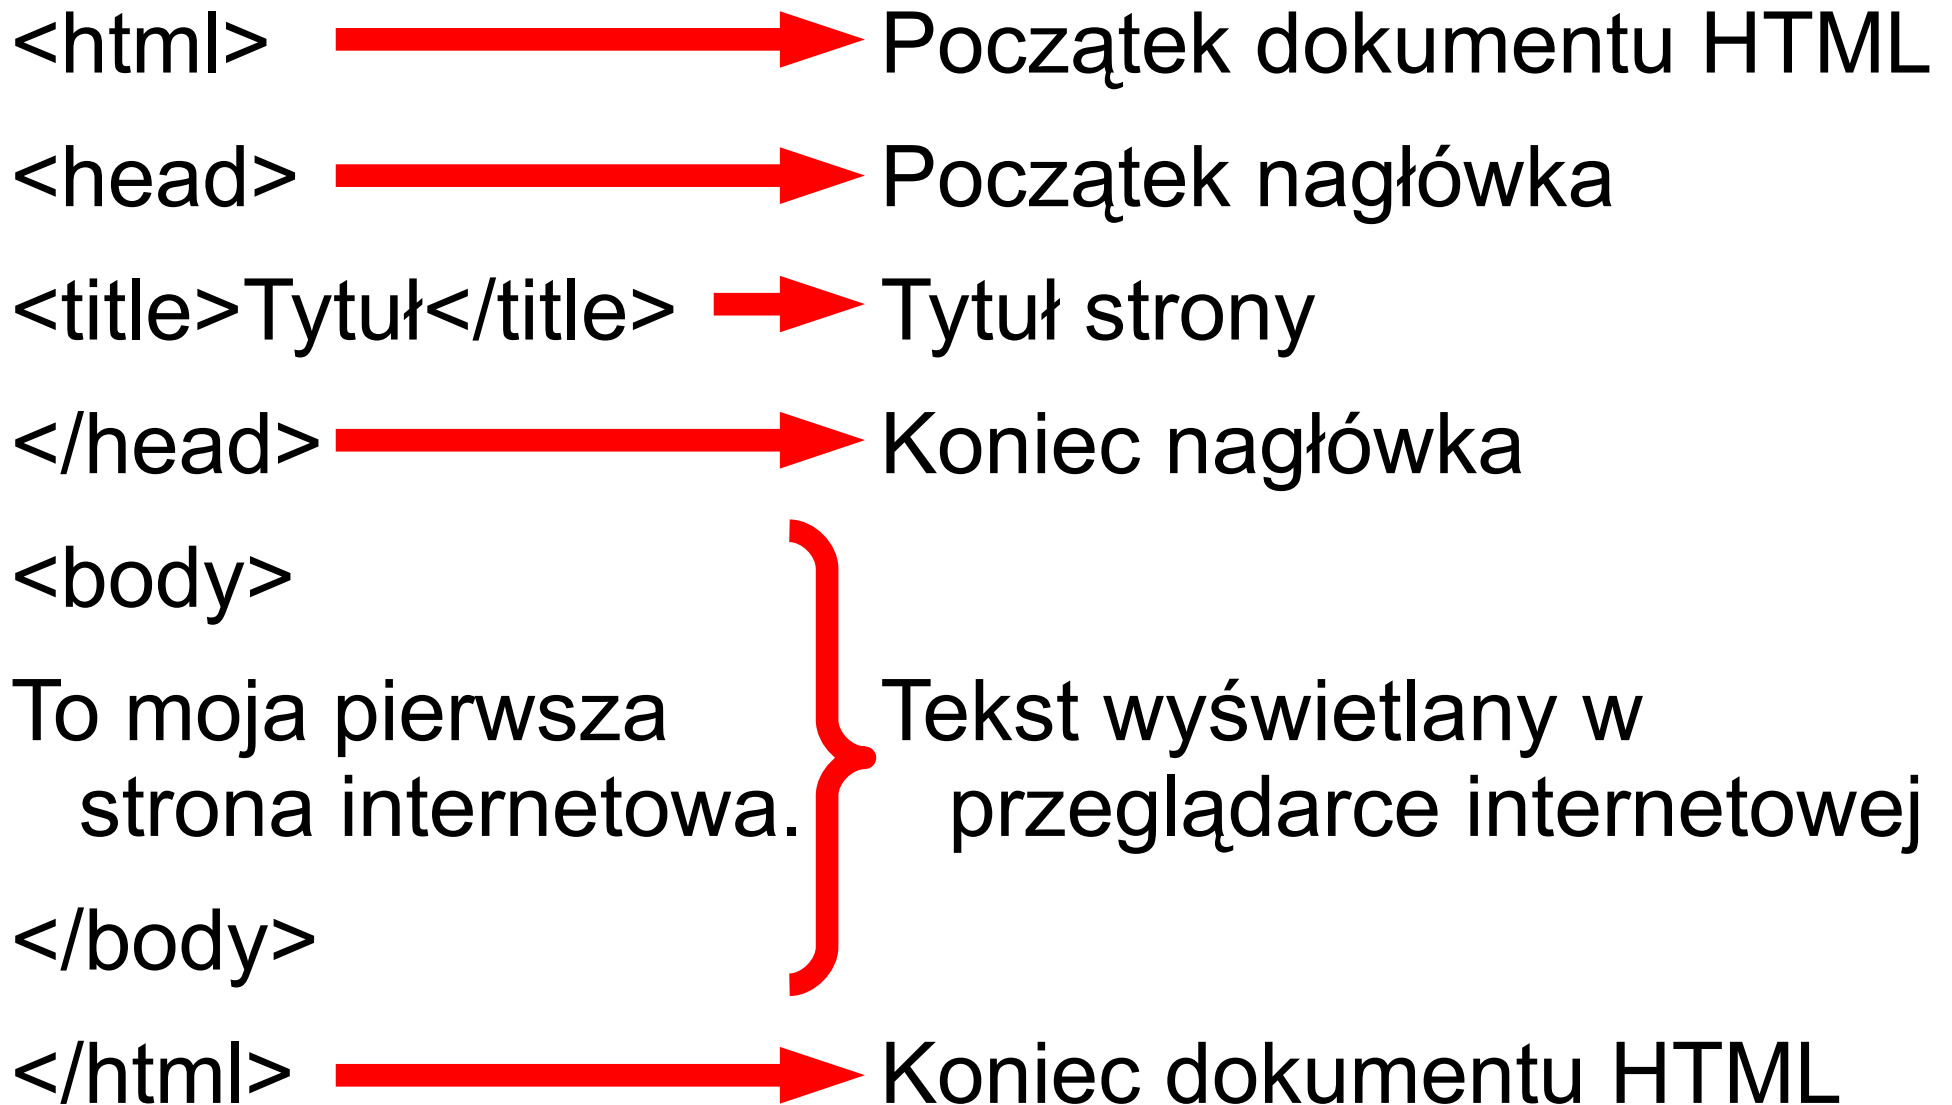 <html> Początek dokumentu HTML
<head> Początek nagłówka
<title>Tytuł</title> Tytuł strony
</head> Koniec nagłówka
<body>
To moja pierwsza
strona internetowa.
Tekst wyświetlany w
przeglądarce internetowej
</body>
</html> Koniec dokumentu HTML